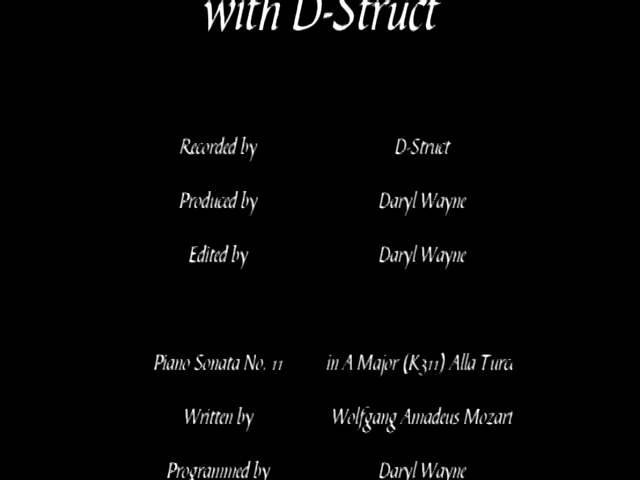 with D-Struct
Recorded by D-Struct
Produced by Daryl Wayne
Edited by Daryl Wayne
Piano Sonata No. 11 in A Major (K311) Alla Turca
Written by Wolfgang Amadeus Mozart
Programmed by Daryl Wayne